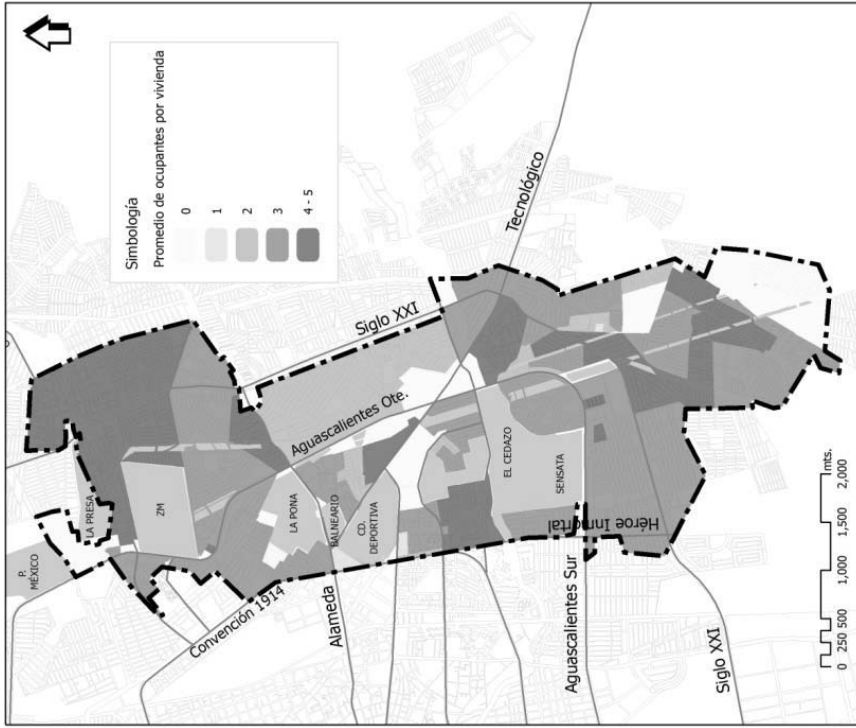 Simbología
Promedio de ocupantes por vivienda
0
1
2
3
4 - 5
P.
MÉXICO
LA PRESA
ZM
Convención 1914
Siglo XXI
Aguascalientes Ote.
LA PONA
BALNEARIO
CD.
DEPORTIVA
Alameda
Tecnológico
EL CEDAZO
SENSATA
Héroe Inmortal
Aguascalientes Sur
Siglo XXI
0 250 500 1,000 1,500 2,000
mts.